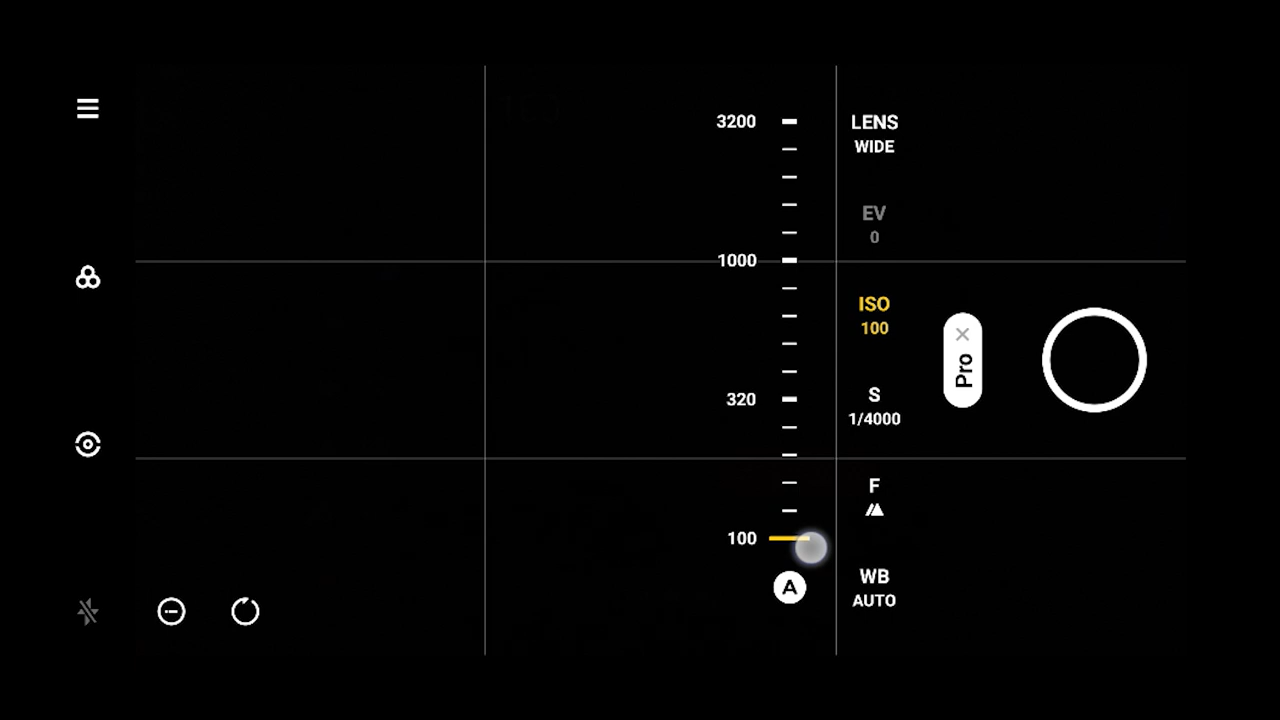 3200
1000
320
100
A
LENS
WIDE
EV
0
ISO
100
S
1/4000
F
WB
AUTO
Pro